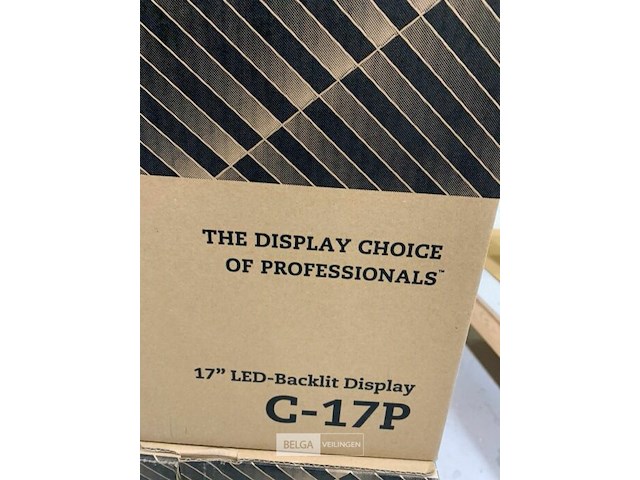 THE DISPLAY CHOICE
OF PROFESSIONALS™
17” LED-Backlit Display
C-17P
BELGA VEILINGEN